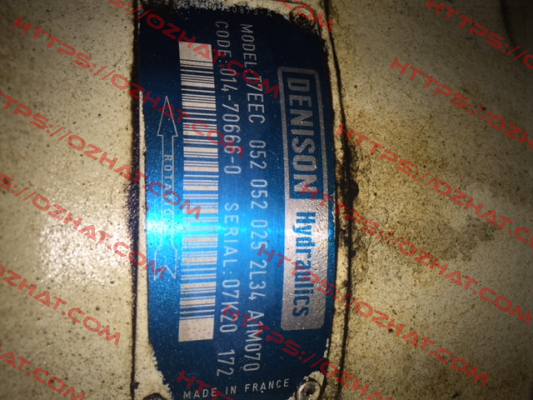 DENISON Hydraulics
MODEL:T7EEC 052 052 025 2L34 A1M070
CODE:014-70666-0 SERIAL:07K20 172
MADE IN FRANCE
HTTPS://OZHAT.COM